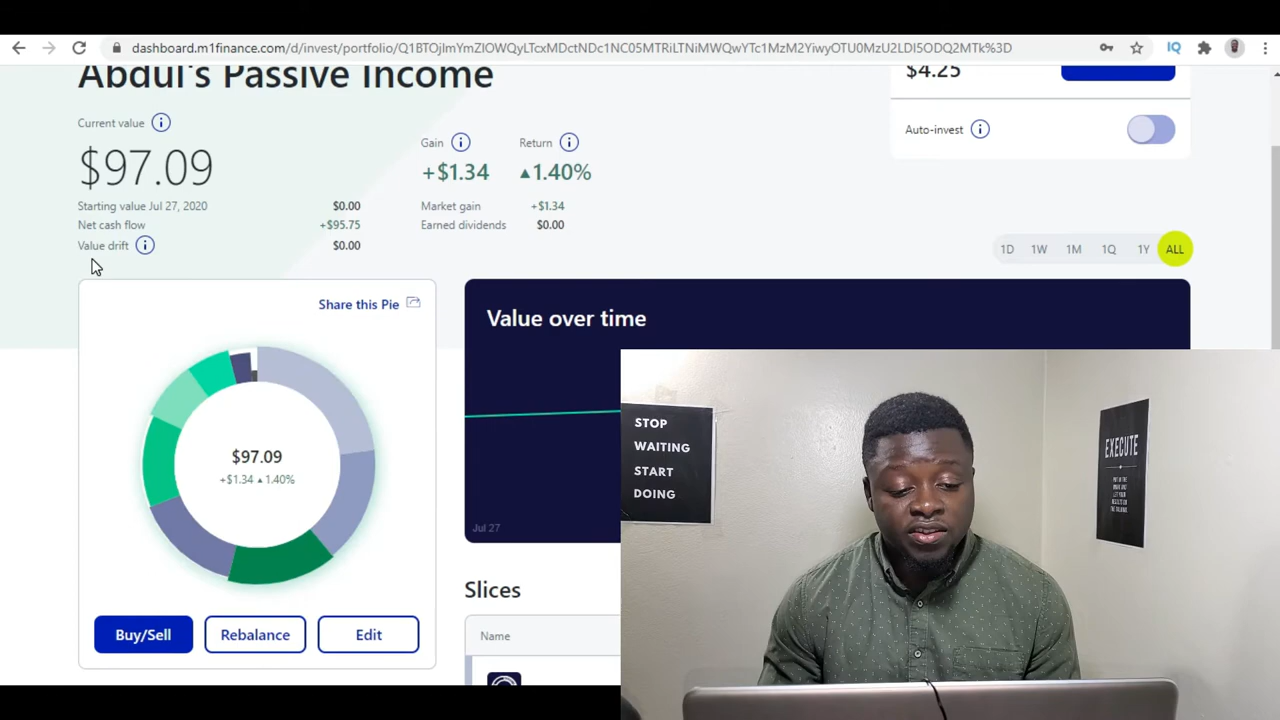 dashboard.m1finance.com/d/invest/portfolio/Q1BTOjlmYmZlOWQyLTcxMDctNDc1NC05MTRiLTNiMWQwYTc1MzM2YiwyOTU0MzU2LDI5ODQ2MTk%3D
Abdul's Passive Income
$4.25
Current value
Gain
Return
Auto-invest
$97.09
+$1.34
▲1.40%
Starting value Jul 27, 2020
$0.00
Market gain
+$1.34
Net cash flow
+$95.75
Earned dividends
$0.00
Value drift
$0.00
1D 1W 1M 1Q 1Y ALL
Share this Pie
Value over time
$97.09
+$1.34 ▲1.40%
Jul 27
Slices
Buy/Sell
Rebalance
Edit
Name
STOP
WAITING
START
DOING
EXECUTE